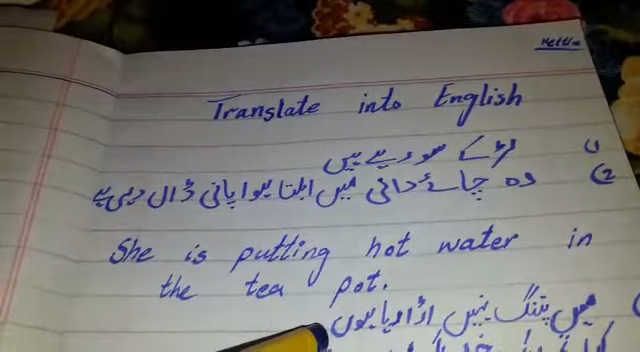 Kettle
Translate into English
1) لڑکے سو رہے ہیں
2) وہ چائے دانی میں ابلتا ہوا پانی ڈال رہی ہے
She is putting hot water in
the tea pot.
میں پتنگ نہیں اڑا رہا ہوں